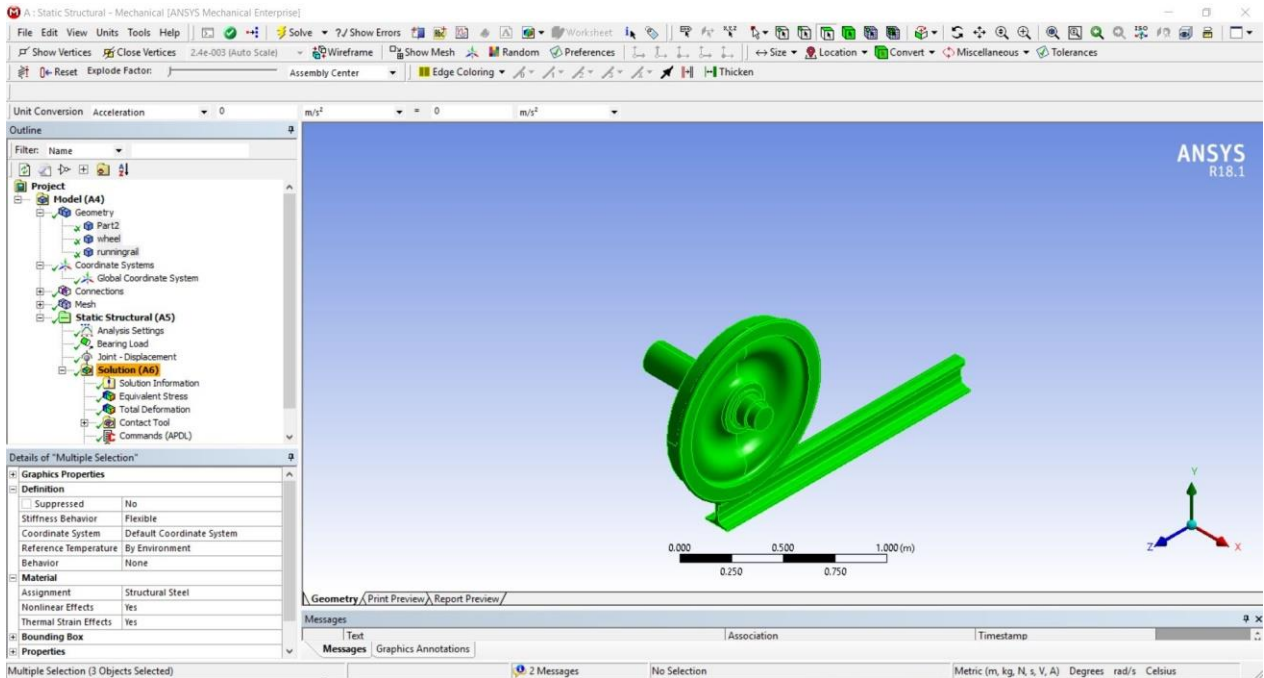 A : Static Structural - Mechanical [ANSYS Mechanical Enterprise]
File Edit View Units Tools Help Solve ?/ Show Errors Worksheet
Show Vertices Close Vertices 2.4e-003 (Auto Scale) Wireframe Show Mesh Random Preferences Size Location Convert Miscellaneous Tolerances
Reset Explode Factor: Assembly Center Edge Coloring Thicken
Unit Conversion Acceleration 0 m/s² = 0 m/s²
Outline
Filter: Name
Project
Model (A4)
Geometry
Part2
wheel
runningrail
Coordinate Systems
Global Coordinate System
Connections
Mesh
Static Structural (A5)
Analysis Settings
Bearing Load
Joint - Displacement
Solution (A6)
Solution Information
Equivalent Stress
Total Deformation
Contact Tool
Commands (APDL)
Details of "Multiple Selection"
Graphics Properties
Definition
Suppressed No
Stiffness Behavior Flexible
Coordinate System Default Coordinate System
Reference Temperature By Environment
Behavior None
Material
Assignment Structural Steel
Nonlinear Effects Yes
Thermal Strain Effects Yes
Bounding Box
Properties
ANSYS
R18.1
0.000 0.500 1.000 (m)
0.250 0.750
Y
Z X
Geometry Print Preview Report Preview
Messages
Text Association Timestamp
Messages Graphics Annotations
Multiple Selection (3 Objects Selected) 2 Messages No Selection Metric (m, kg, N, s, V, A) Degrees rad/s Celsius